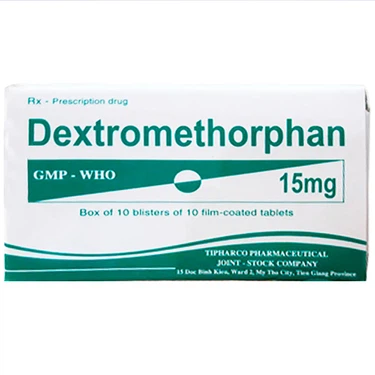 Rx - Prescription drug
Dextromethorphan
GMP - WHO
15mg
Box of 10 blisters of 10 film-coated tablets
TIPHARCO PHARMACEUTICAL
JOINT - STOCK COMPANY
15 Doc Binh Kieu, Ward 2, My Tho City, Tien Giang Province